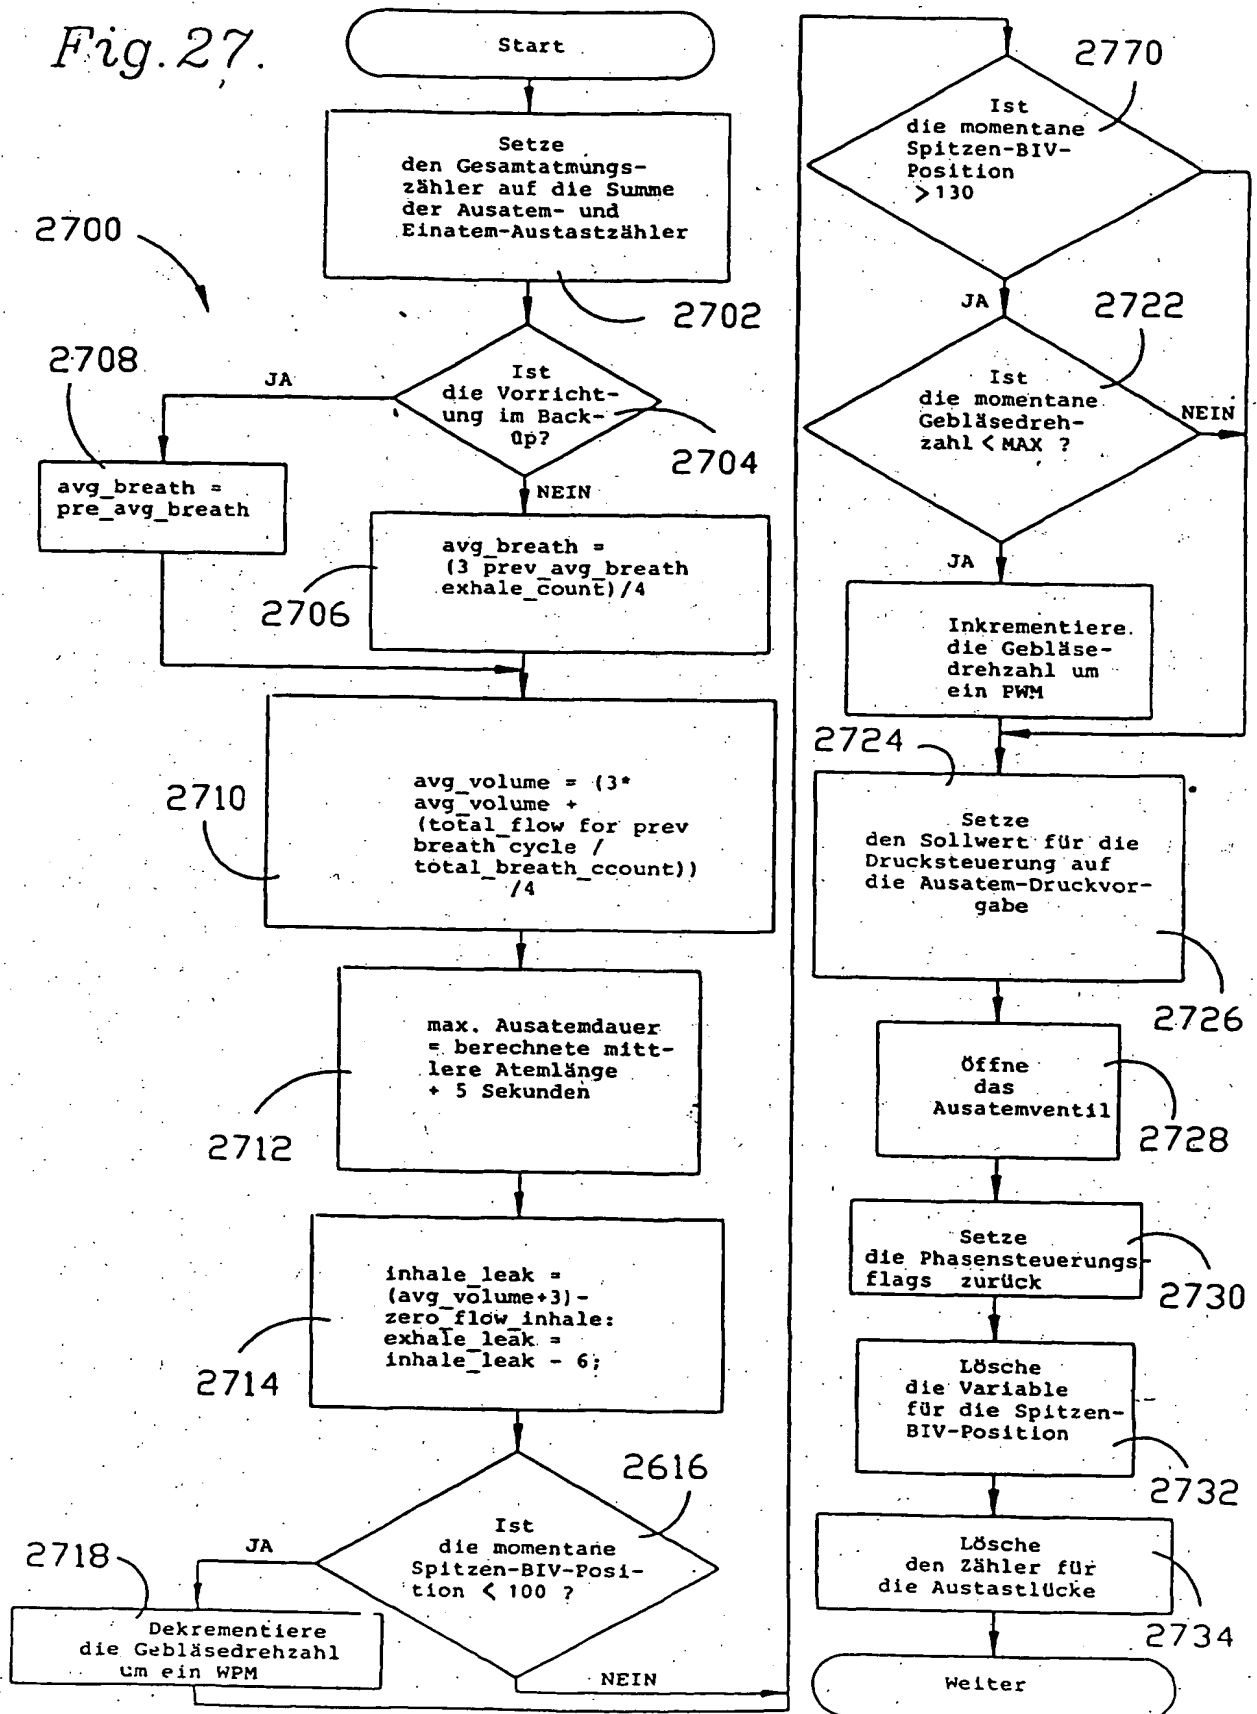 Fig.27.
Start
Setze
den Gesamtatmungs-
zähler auf die Summe
der Ausatem- und
Einatem-Austastzähler
2700
2702
2708
JA
Ist
die Vorricht-
ung im Back-
up?
2704
NEIN
avg_breath =
pre_avg_breath
avg_breath =
(3 prev_avg_breath
exhale_count)/4
2706
2710
avg_volume = (3*
avg_volume +
(total_flow for prev
breath cycle /
total_breath_ccount))
/4
max. Ausatemdauer
= berechnete mitt-
lere Atemlänge
+ 5 Sekunden
2712
inhale_leak =
(avg_volume+3)-
zero_flow_inhale:
exhale_leak =
inhale_leak - 6;
2714
2616
Ist
die momentane
Spitzen-BIV-Posi-
tion < 100 ?
JA
2718
Dekrementiere
die Gebläsedrehzahl
um ein WPM
NEIN
2770
Ist
die momentane
Spitzen-BIV-
Position
>130
JA
2722
Ist
die momentane
Gebläsedreh-
zahl < MAX ?
NEIN
JA
Inkrementiere
die Gebläse-
drehzahl um
ein PWM
2724
Setze
den Sollwert für die
Drucksteuerung auf
die Ausatem-Druckvor-
gabe
2726
Öffne
das
Ausatemventil
2728
Setze
die Phasensteuerungs-
flags zurück
2730
Lösche
die Variable
für die Spitzen-
BIV-Position
2732
Lösche
den Zähler für
die Austastlücke
2734
Weiter